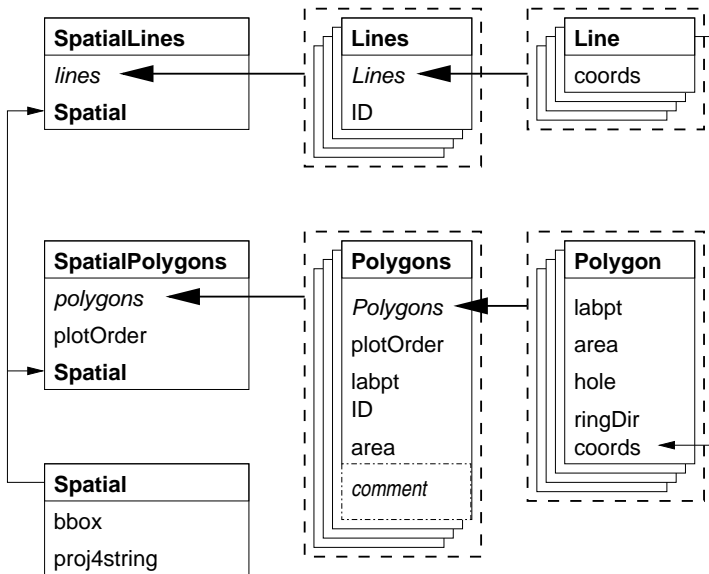 SpatialLines
lines
Spatial
Lines
Lines
ID
Line
coords
SpatialPolygons
polygons
plotOrder
Spatial
Polygons
Polygons
plotOrder
labpt
ID
area
comment
Polygon
labpt
area
hole
ringDir
coords
Spatial
bbox
proj4string